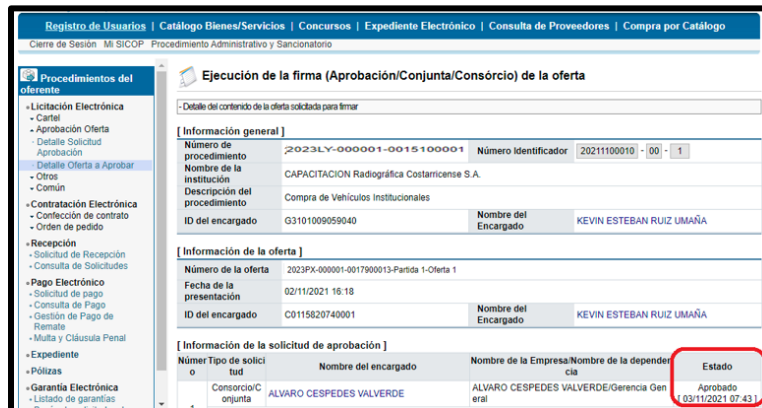 Registro de Usuarios | Catálogo Bienes/Servicios | Concursos | Expediente Electrónico | Consulta de Proveedores | Compra por Catálogo
Cierre de Sesión Mi SICOP Procedimiento Administrativo y Sancionatorio
Procedimientos del
oferente
Licitación Electrónica
Cartel
Aprobación Oferta
Detalle Solicitud
Aprobación
Detalle Oferta a Aprobar
Otros
Común
Contratación Electrónica
Confección de contrato
Orden de pedido
Recepción
Solicitud de Recepción
Consulta de Solicitudes
Pago Electrónico
Solicitud de pago
Consulta de Pago
Gestión de Pago de
Remate
Multa y Cláusula Penal
Expediente
Pólizas
Garantía Electrónica
Listado de garantías
Ejecución de la firma (Aprobación/Conjunta/Consórcio) de la oferta
- Detalle del contenido de la oferta solicitada para firmar
[ Información general ]
Número de
procedimiento
2023LY-000001-0015100001 Número Identificador 20211100010 - 00 - 1
Nombre de la
institución
CAPACITACION Radiográfica Costarricense S.A.
Descripción del
procedimiento
Compra de Vehículos Institucionales
ID del encargado G3101009059040 Nombre del
Encargado
KEVIN ESTEBAN RUIZ UMAÑA
[ Información de la oferta ]
Número de la oferta 2023PX-000001-0017900013-Partida 1-Oferta 1
Fecha de la
presentación
02/11/2021 16:18
ID del encargado C0115820740001 Nombre del
Encargado
KEVIN ESTEBAN RUIZ UMAÑA
[ Información de la solicitud de aprobación ]
Númer
o
Tipo de solici
tud
Nombre del encargado
Nombre de la Empresa/Nombre de la dependen
cia
Estado
1
Consorcio/C
onjunta
ALVARO CESPEDES VALVERDE
ALVARO CESPEDES VALVERDE/Gerencia Gen
eral
Aprobado
[ 03/11/2021 07:43 ]